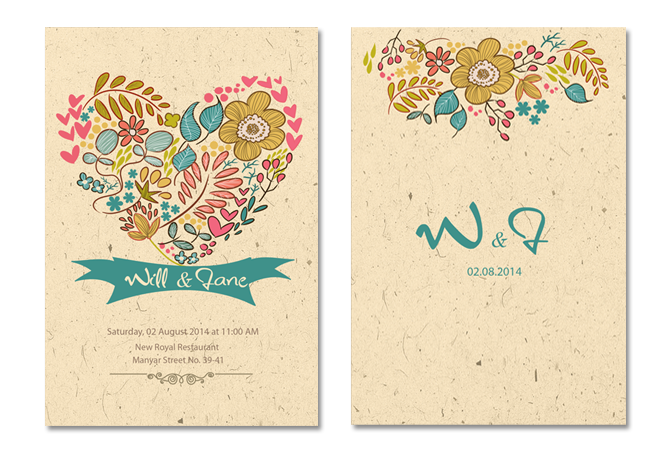 Will & Jane
Saturday, 02 August 2014 at 11:00 AM
New Royal Restaurant
Manyar Street No. 39-41
W & J
02.08.2014